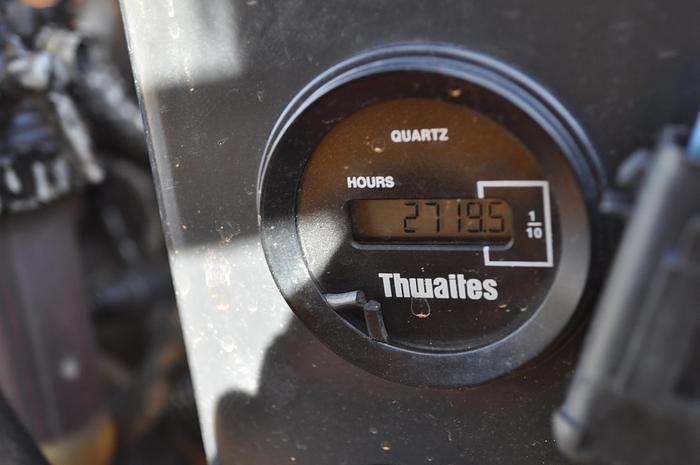 QUARTZ
HOURS
2719.5
1/10
Thwaites